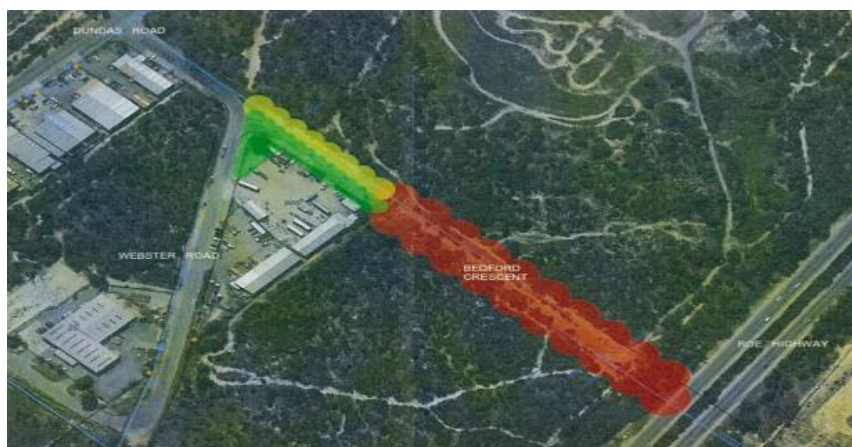 DUNDAS ROAD
WEBSTER ROAD
BEDFORD
CRESCENT
ROE HIGHWAY